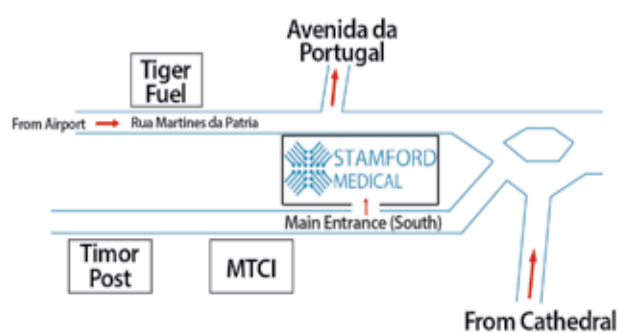 Avenida da
Portugal
Tiger
Fuel
From Airport
Rua Martines da Patria
STAMFORD
MEDICAL
Main Entrance (South)
Timor
Post
MTCI
From Cathedral